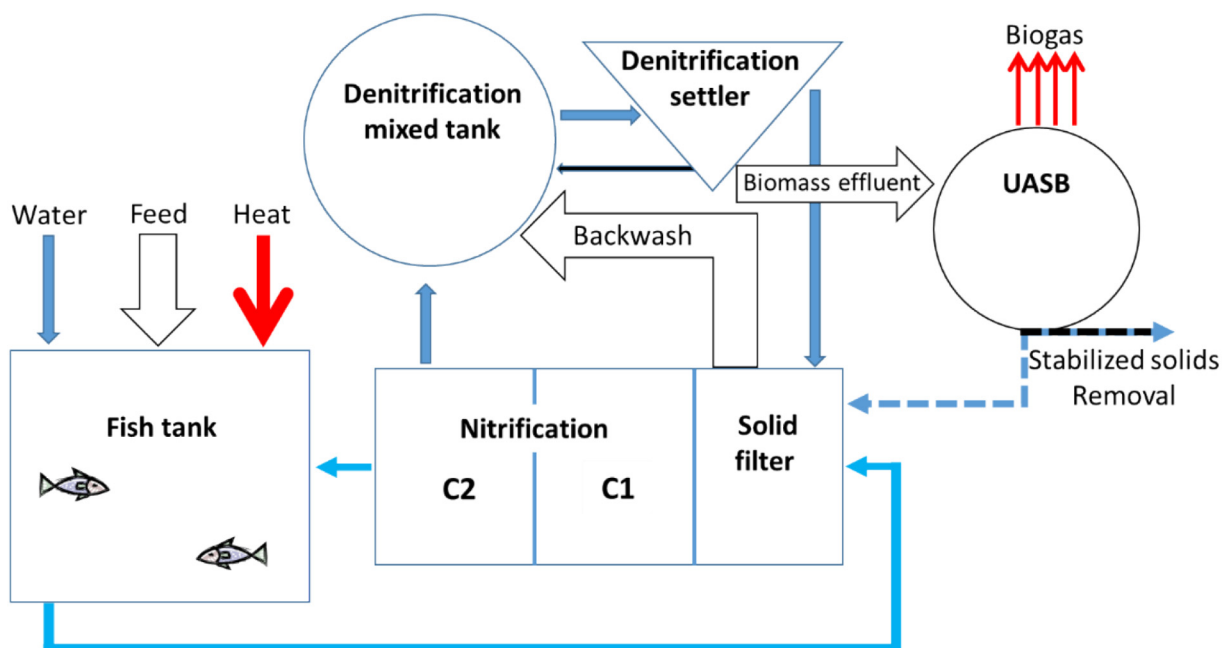 Biogas
Denitrification
mixed tank
Denitrification
settler
UASB
Biomass effluent
Water
Feed
Heat
Backwash
Stabilized solids
Removal
Fish tank
Nitrification
C2
C1
Solid
filter